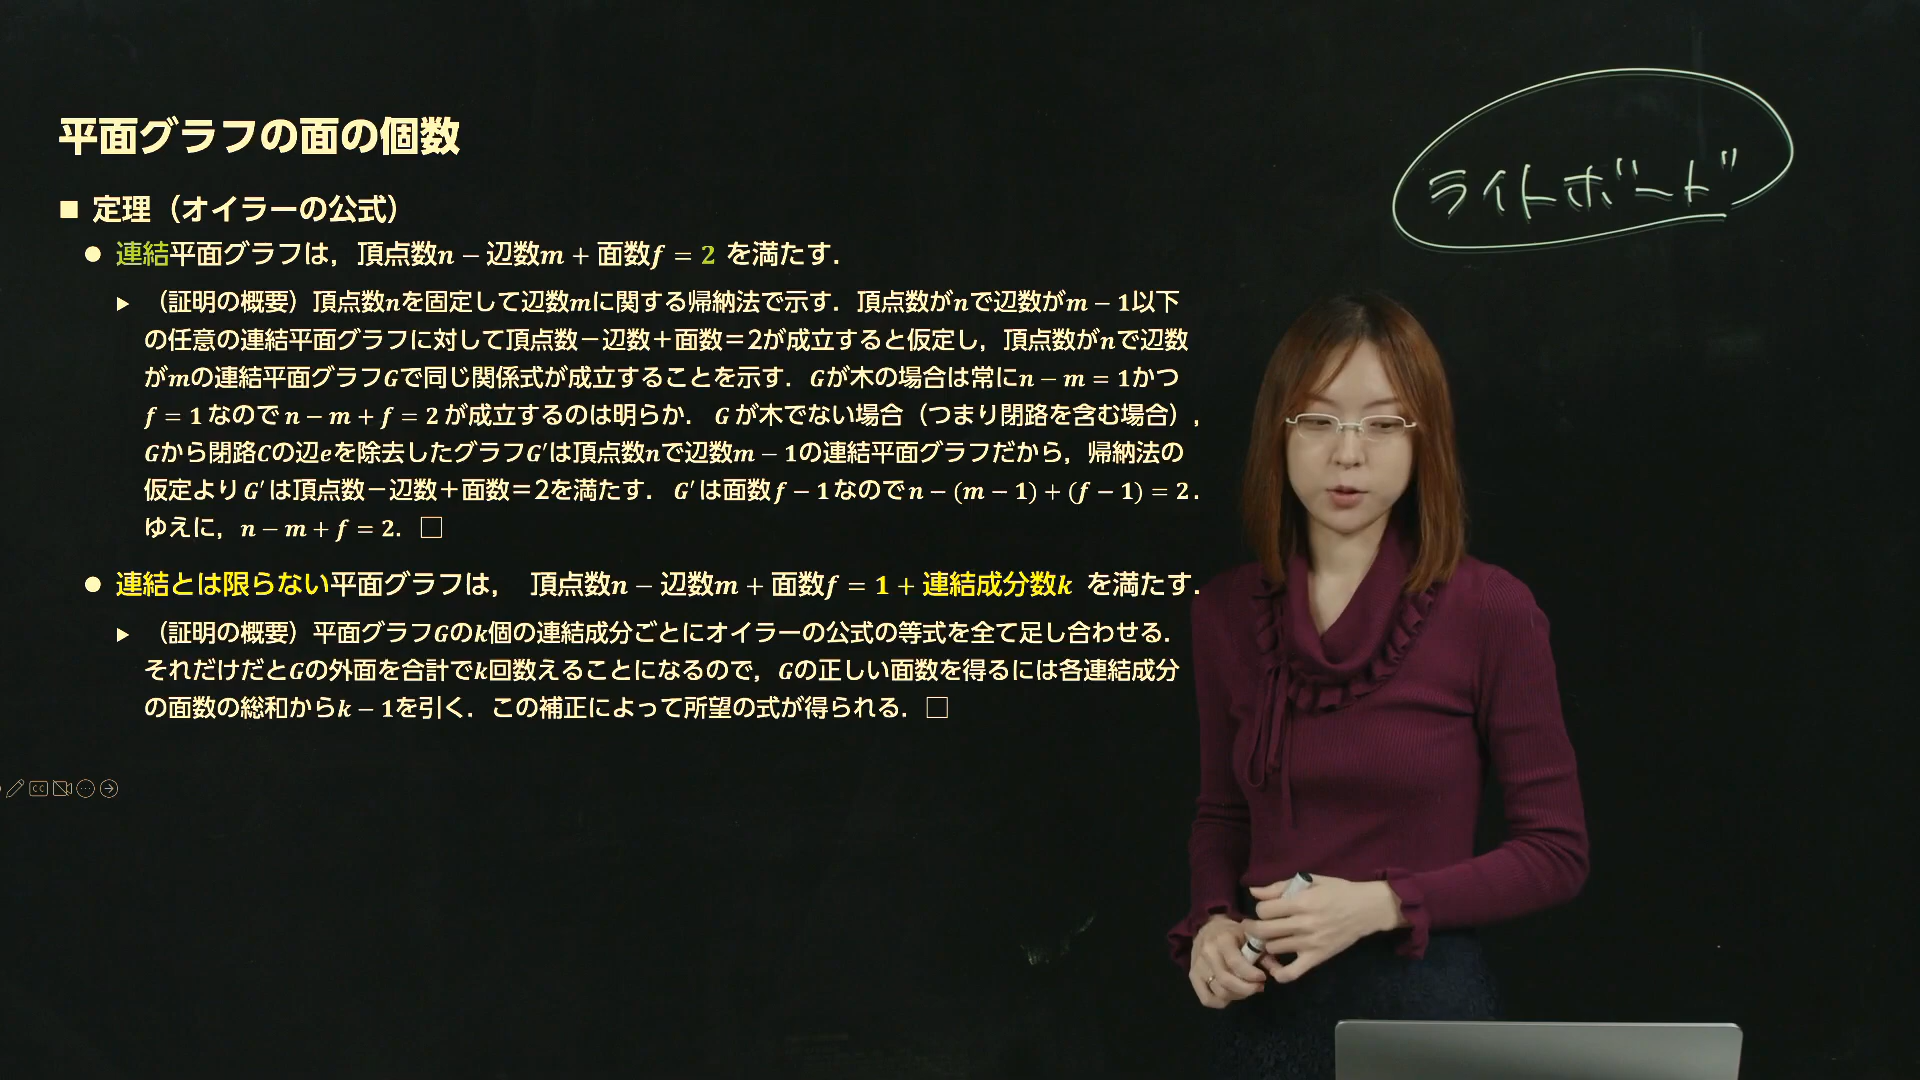 平面グラフの面の個数
■ 定理（オイラーの公式）
● 連結平面グラフは，頂点数n − 辺数m + 面数f = 2 を満たす．
▶ （証明の概要）頂点数nを固定して辺数mに関する帰納法で示す．頂点数がnで辺数がm − 1以下
の任意の連結平面グラフに対して頂点数－辺数＋面数＝2が成立すると仮定し，頂点数がnで辺数
がmの連結平面グラフGで同じ関係式が成立することを示す．Gが木の場合は常にn − m = 1かつ
f = 1 なので n − m + f = 2 が成立するのは明らか． G が木でない場合（つまり閉路を含む場合），
Gから閉路Cの辺eを除去したグラフG′は頂点数nで辺数m − 1の連結平面グラフだから，帰納法の
仮定より G′ は頂点数－辺数＋面数＝2を満たす． G′ は面数 f − 1 なので n − (m − 1) + (f − 1) = 2．
ゆえに，n − m + f = 2．□
● 連結とは限らない平面グラフは， 頂点数n − 辺数m + 面数f = 1 + 連結成分数k を満たす．
▶ （証明の概要）平面グラフGのk個の連結成分ごとにオイラーの公式の等式を全て足し合わせる．
それだけだとGの外面を合計でk回数えることになるので，Gの正しい面数を得るには各連結成分
の面数の総和からk − 1を引く．この補正によって所望の式が得られる．□
ライトボード
CC